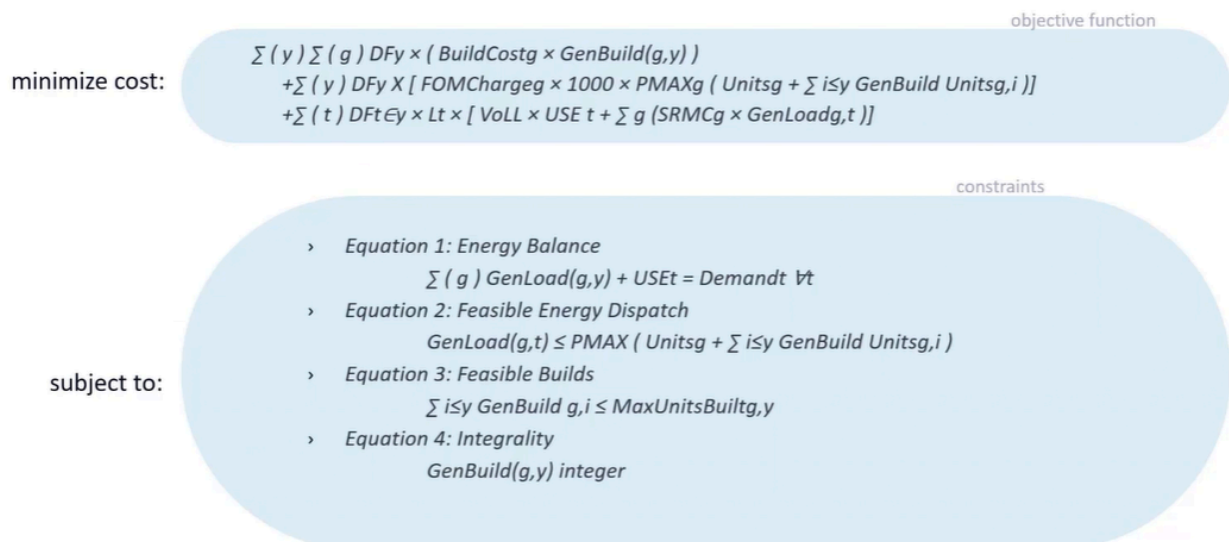 objective function
minimize cost:
∑ ( y ) ∑ ( g ) DFy × ( BuildCostg × GenBuild(g,y) )
+∑ ( y ) DFy X [ FOMChargeg × 1000 × PMAXg ( Unitsg + ∑ i≤y GenBuild Unitsg,i )]
+∑ ( t ) DFt∈y × Lt × [ VoLL × USE t + ∑ g (SRMCg × GenLoadg,t )]
constraints
subject to:
› Equation 1: Energy Balance
∑ ( g ) GenLoad(g,y) + USEt = Demandt ∀t
› Equation 2: Feasible Energy Dispatch
GenLoad(g,t) ≤ PMAX ( Unitsg + ∑ i≤y GenBuild Unitsg,i )
› Equation 3: Feasible Builds
∑ i≤y GenBuild g,i ≤ MaxUnitsBuiltg,y
› Equation 4: Integrality
GenBuild(g,y) integer